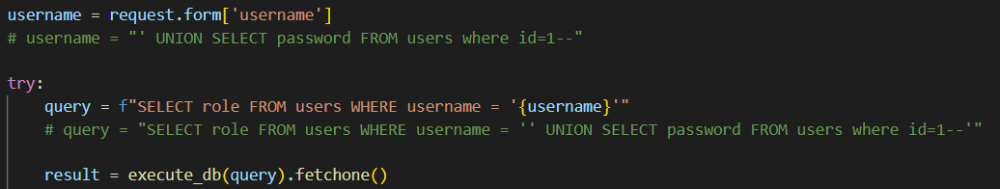 username = request.form['username']
# username = "' UNION SELECT password FROM users where id=1--"
try:
query = f"SELECT role FROM users WHERE username = '{username}'"
# query = "SELECT role FROM users WHERE username = '' UNION SELECT password FROM users where id=1--'"
result = execute_db(query).fetchone()